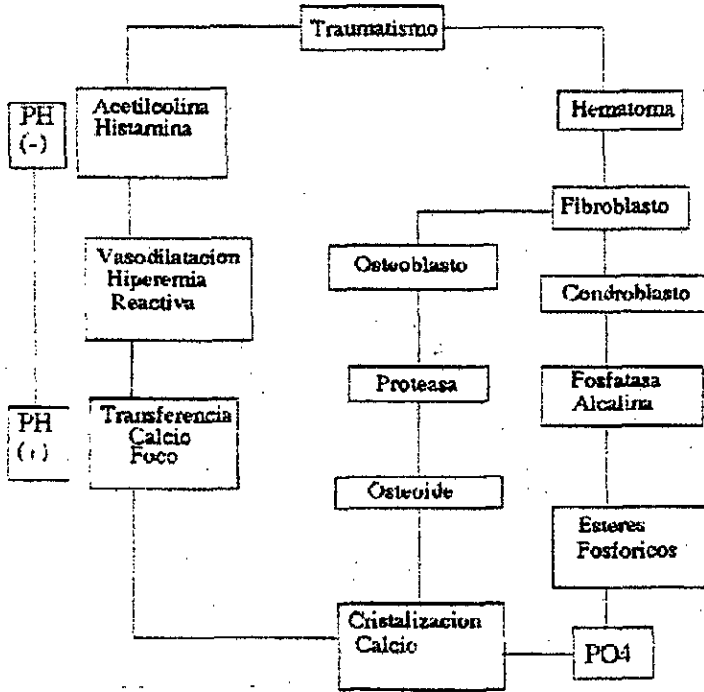 Traumatismo
PH
(-)
Acetilcolina
Histamina
Hematoma
Fibroblasto
Vasodilatacion
Hiperemia
Reactiva
Osteoblasto
Condroblasto
Proteasa
Fosfatasa
Alcalina
PH
(+)
Transferencia
Calcio
Foco
Osteoide
Esteres
Fosforicos
Cristalizacion
Calcio
PO4